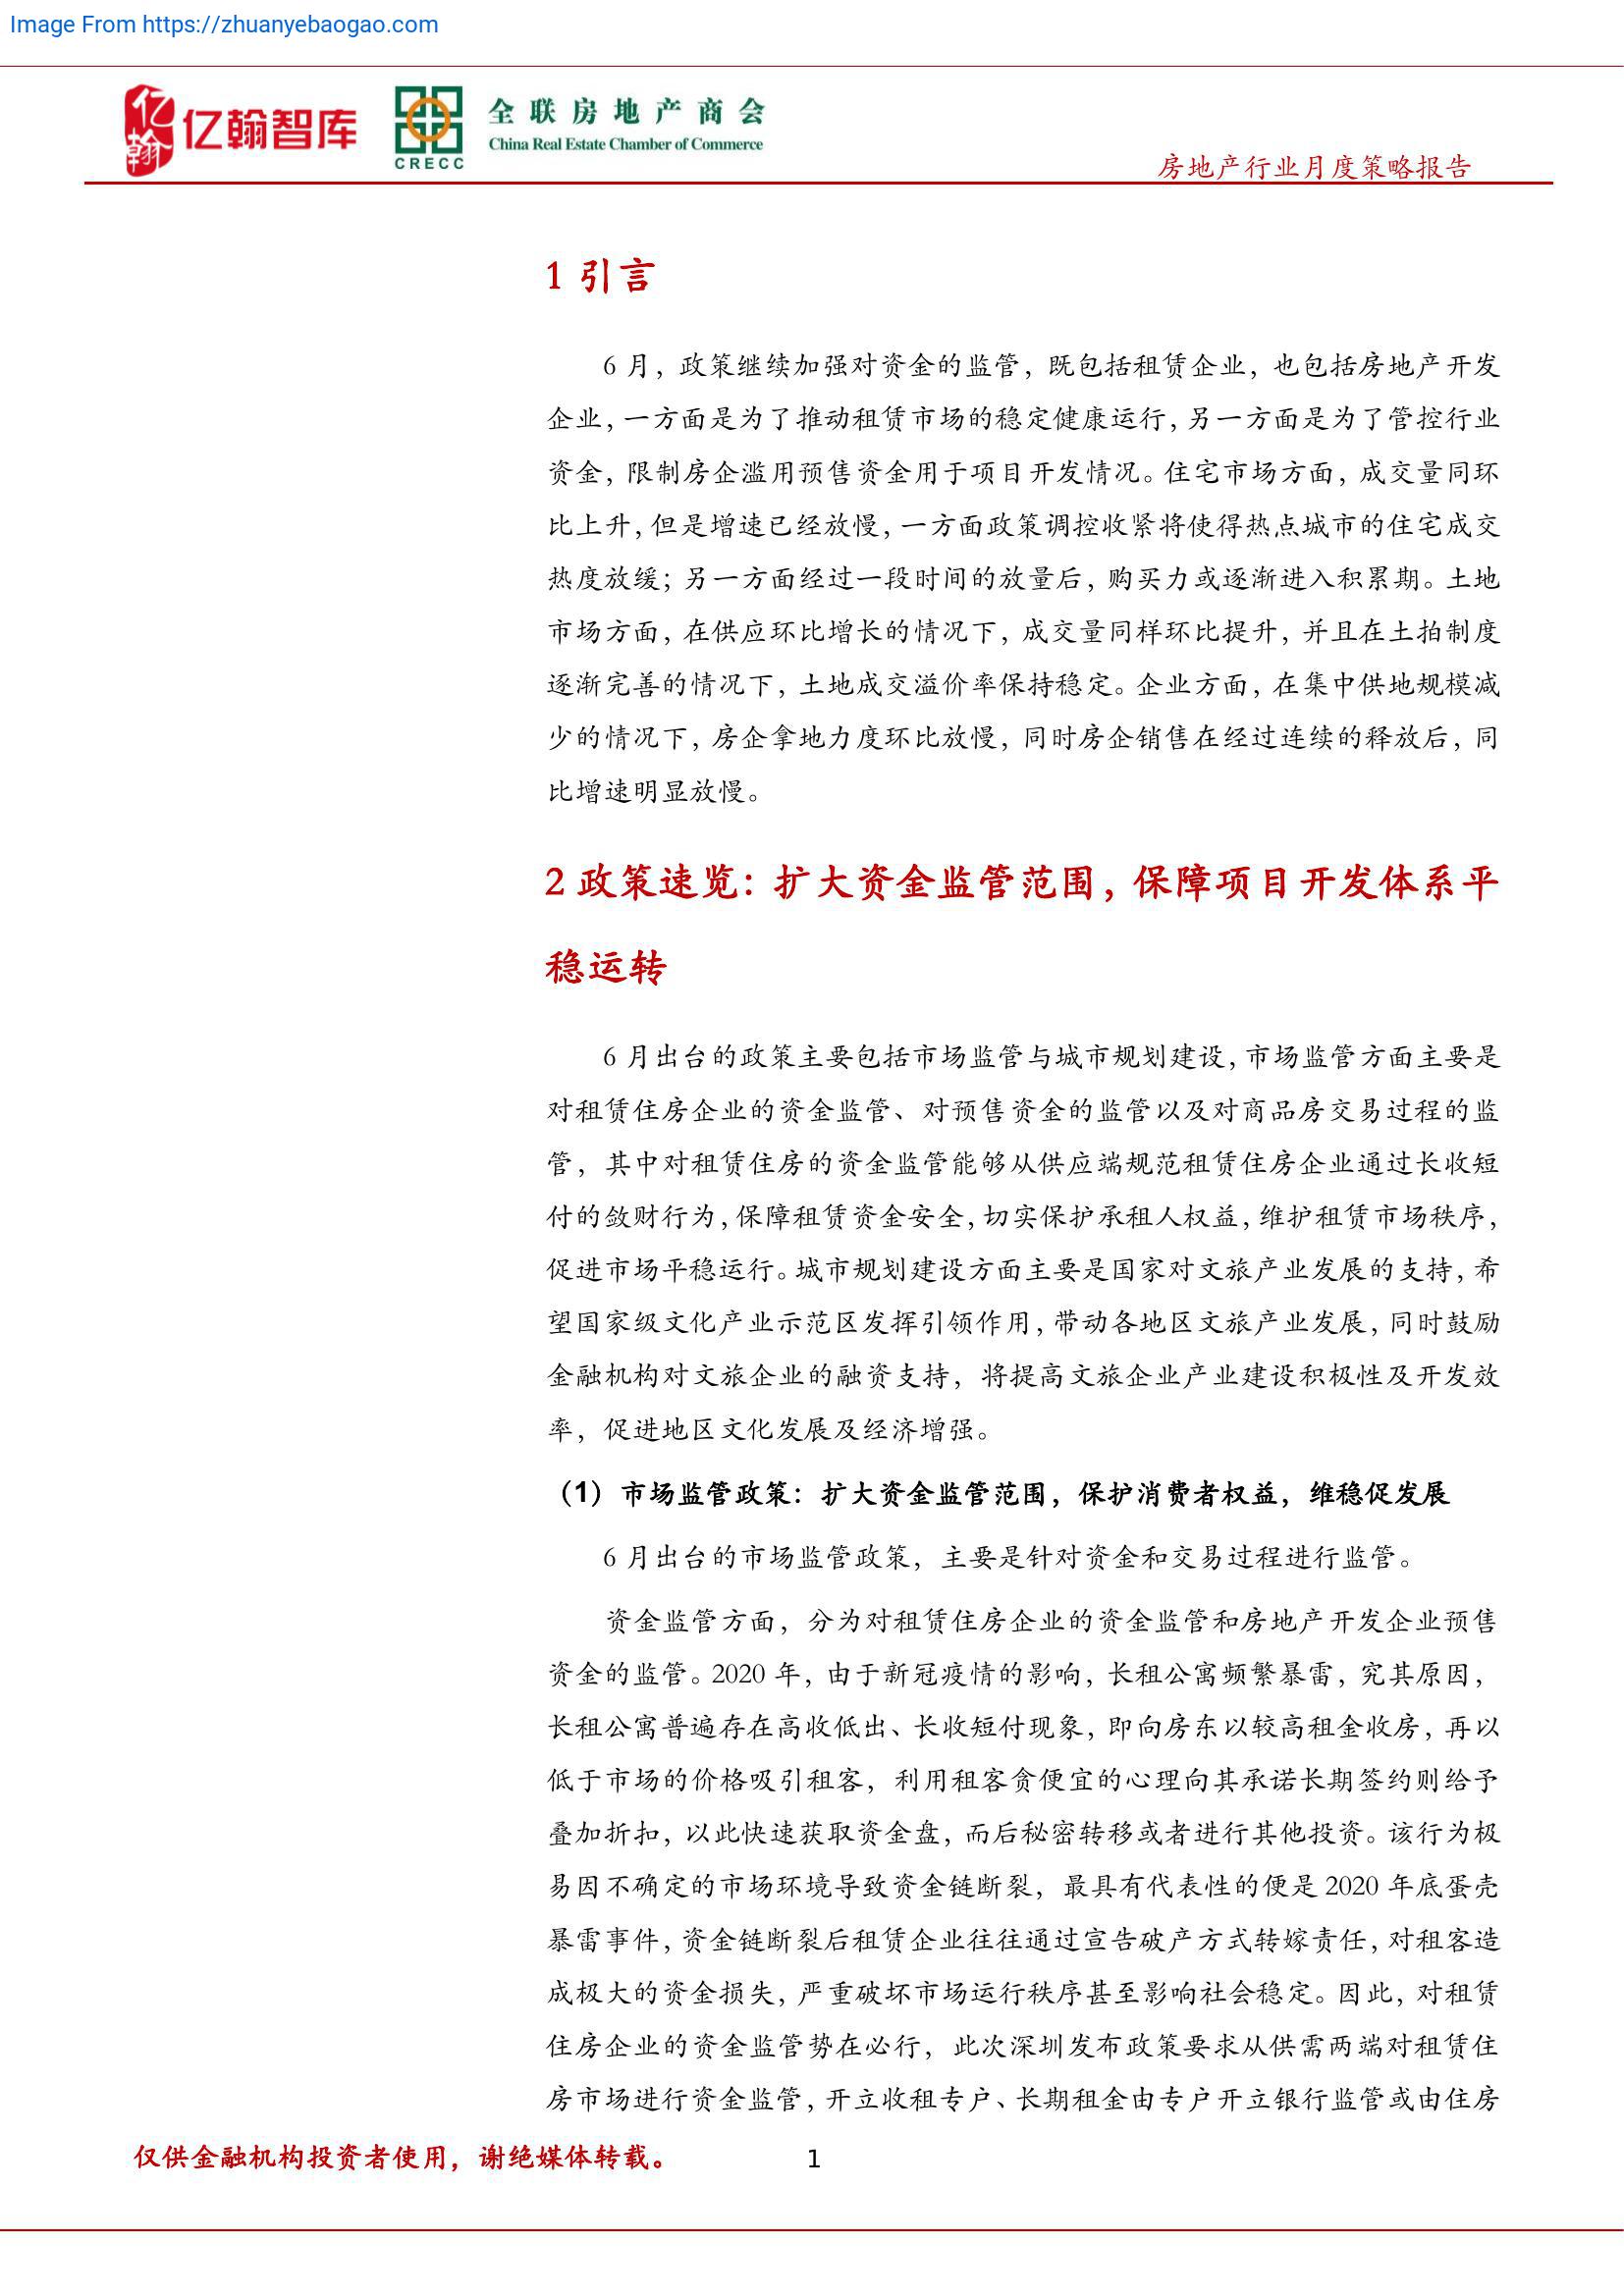 Image From https://zhuanyebaogao.com
亿翰
亿翰智库
CRECC
全联房地产商会
China Real Estate Chamber of Commerce
房地产行业月度策略报告
1 引言
6 月，政策继续加强对资金的监管，既包括租赁企业，也包括房地产开发
企业，一方面是为了推动租赁市场的稳定健康运行，另一方面是为了管控行业
资金，限制房企滥用预售资金用于项目开发情况。住宅市场方面，成交量同环
比上升，但是增速已经放慢，一方面政策调控收紧将使得热点城市的住宅成交
热度放缓；另一方面经过一段时间的放量后，购买力或逐渐进入积累期。土地
市场方面，在供应环比增长的情况下，成交量同样环比提升，并且在土拍制度
逐渐完善的情况下，土地成交溢价率保持稳定。企业方面，在集中供地规模减
少的情况下，房企拿地力度环比放慢，同时房企销售在经过连续的释放后，同
比增速明显放慢。
2 政策速览：扩大资金监管范围，保障项目开发体系平
稳运转
6 月出台的政策主要包括市场监管与城市规划建设，市场监管方面主要是
对租赁住房企业的资金监管、对预售资金的监管以及对商品房交易过程的监
管，其中对租赁住房的资金监管能够从供应端规范租赁住房企业通过长收短
付的敛财行为，保障租赁资金安全，切实保护承租人权益，维护租赁市场秩序，
促进市场平稳运行。城市规划建设方面主要是国家对文旅产业发展的支持，希
望国家级文化产业示范区发挥引领作用，带动各地区文旅产业发展，同时鼓励
金融机构对文旅企业的融资支持，将提高文旅企业产业建设积极性及开发效
率，促进地区文化发展及经济增强。
（1）市场监管政策：扩大资金监管范围，保护消费者权益，维稳促发展
6 月出台的市场监管政策，主要是针对资金和交易过程进行监管。
资金监管方面，分为对租赁住房企业的资金监管和房地产开发企业预售
资金的监管。2020 年，由于新冠疫情的影响，长租公寓频繁暴雷，究其原因，
长租公寓普遍存在高收低出、长收短付现象，即向房东以较高租金收房，再以
低于市场的价格吸引租客，利用租客贪便宜的心理向其承诺长期签约则给予
叠加折扣，以此快速获取资金盘，而后秘密转移或者进行其他投资。该行为极
易因不确定的市场环境导致资金链断裂，最具有代表性的便是 2020 年底蛋壳
暴雷事件，资金链断裂后租赁企业往往通过宣告破产方式转嫁责任，对租客造
成极大的资金损失，严重破坏市场运行秩序甚至影响社会稳定。因此，对租赁
住房企业的资金监管势在必行，此次深圳发布政策要求从供需两端对租赁住
房市场进行资金监管，开立收租专户、长期租金由专户开立银行监管或由住房
仅供金融机构投资者使用，谢绝媒体转载。
1